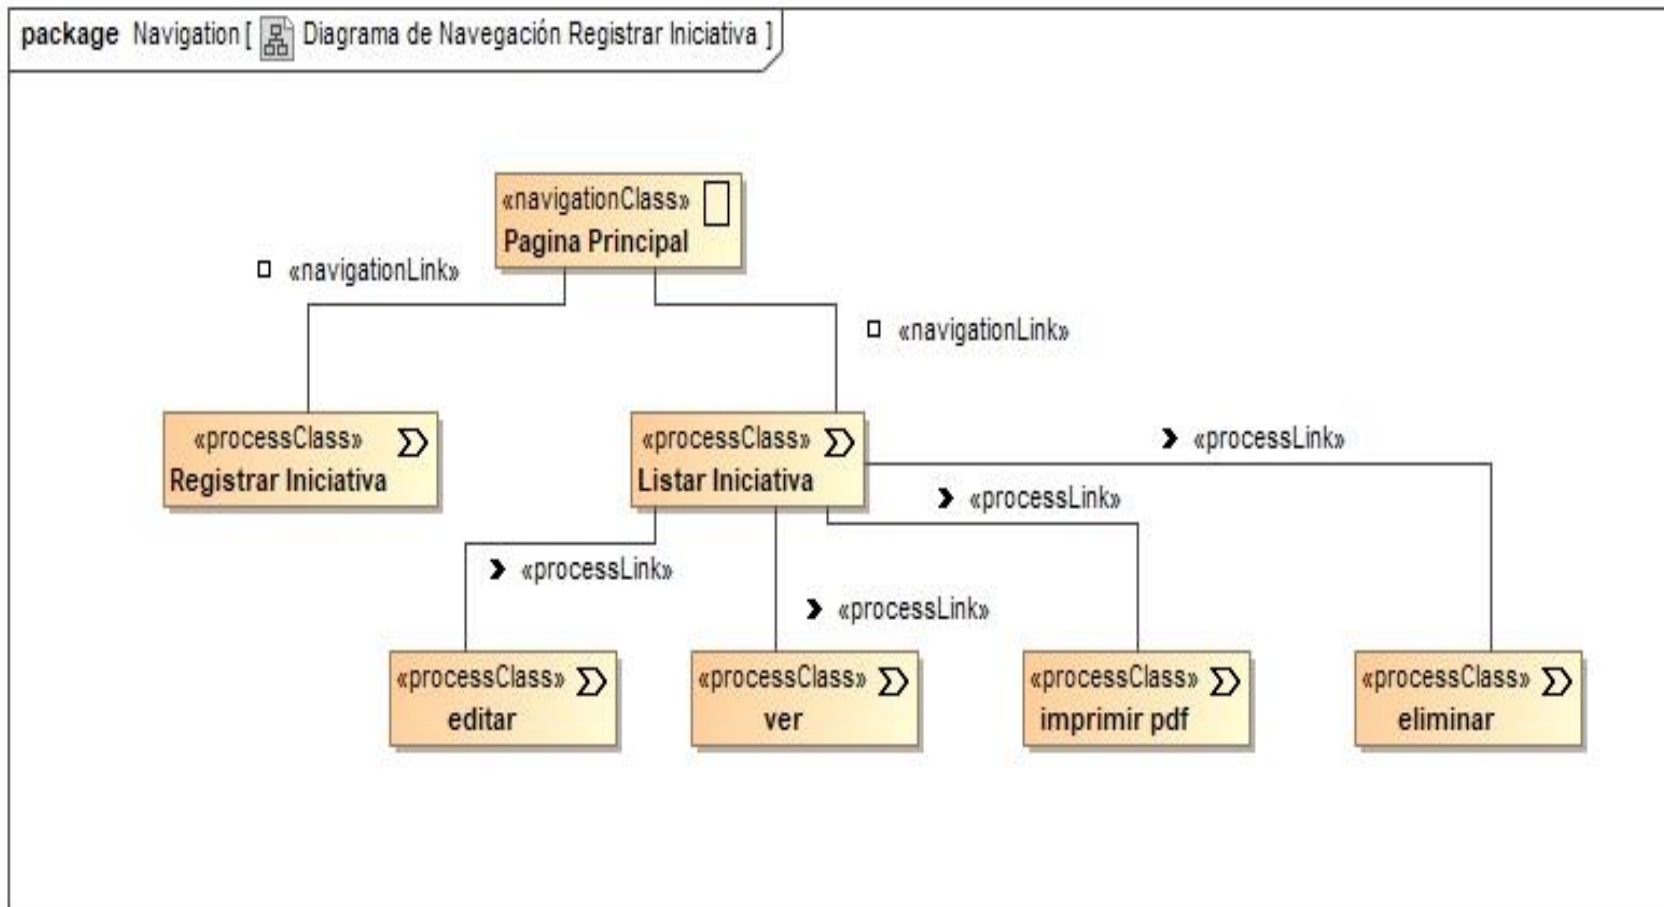 package Navigation [ Diagrama de Navegación Registrar Iniciativa ]
«navigationClass»
Pagina Principal
«navigationLink»
«navigationLink»
«processClass»
Registrar Iniciativa
«processClass»
Listar Iniciativa
«processLink»
«processLink»
«processLink»
«processLink»
«processClass»
editar
«processClass»
ver
«processClass»
imprimir pdf
«processClass»
eliminar